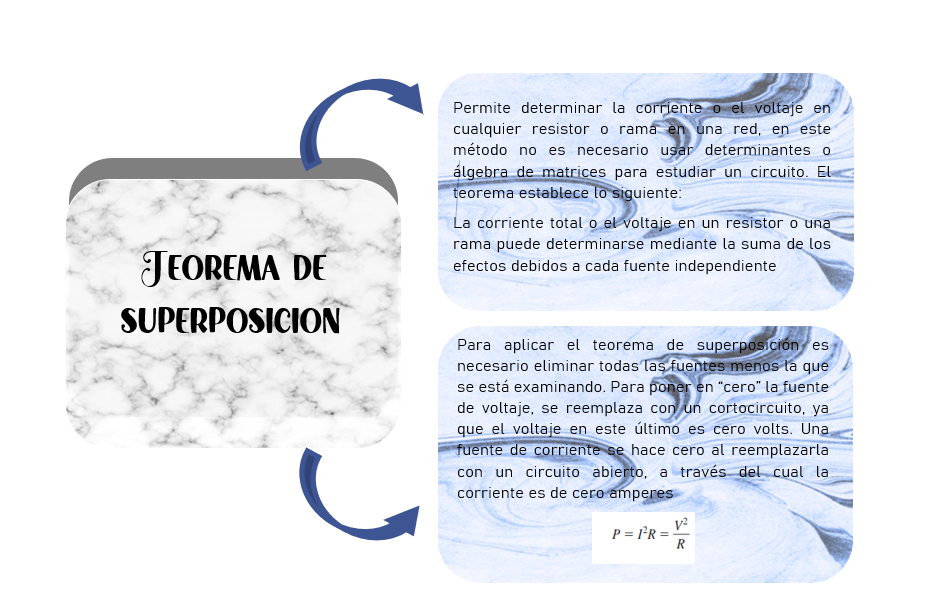 TEOREMA DE
SUPERPOSICION
Permite determinar la corriente o el voltaje en
cualquier resistor o rama en una red, en este
método no es necesario usar determinantes o
álgebra de matrices para estudiar un circuito. El
teorema establece lo siguiente:
La corriente total o el voltaje en un resistor o una
rama puede determinarse mediante la suma de los
efectos debidos a cada fuente independiente
Para aplicar el teorema de superposición es
necesario eliminar todas las fuentes menos la que
se está examinando. Para poner en “cero” la fuente
de voltaje, se reemplaza con un cortocircuito, ya
que el voltaje en este último es cero volts. Una
fuente de corriente se hace cero al reemplazarla
con un circuito abierto, a través del cual la
corriente es de cero amperes
P = I²R = V²/R